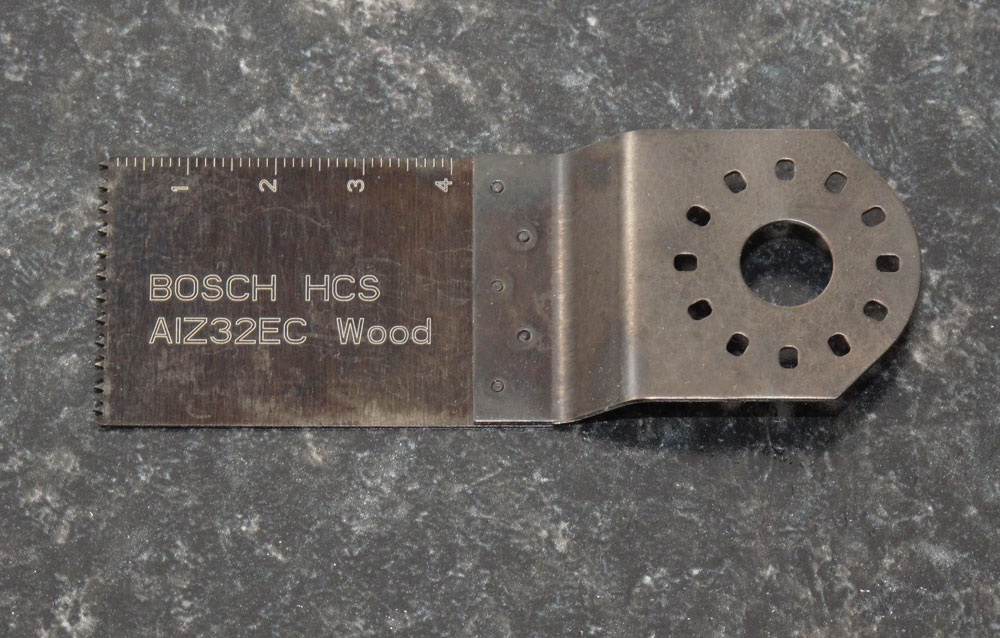 1 2 3 4
BOSCH HCS
AIZ32EC Wood